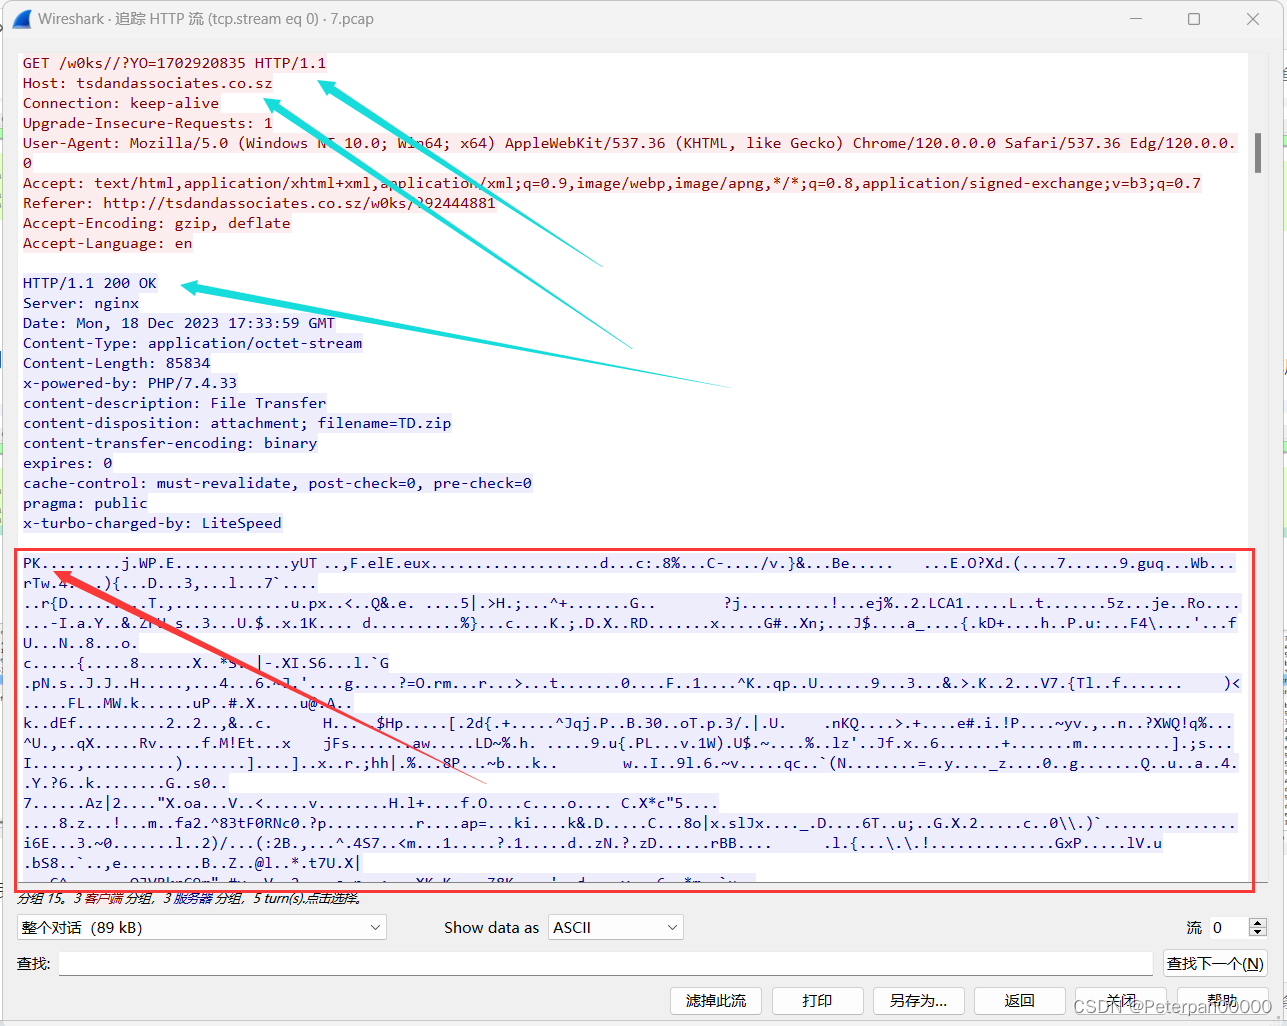 Wireshark · 追踪 HTTP 流 (tcp.stream eq 0) · 7.pcap
GET /w0ks//?YO=1702920835 HTTP/1.1
Host: tsdandassociates.co.sz
Connection: keep-alive
Upgrade-Insecure-Requests: 1
User-Agent: Mozilla/5.0 (Windows NT 10.0; Win64; x64) AppleWebKit/537.36 (KHTML, like Gecko) Chrome/120.0.0.0 Safari/537.36 Edg/120.0.0.
0
Accept: text/html,application/xhtml+xml,application/xml;q=0.9,image/webp,image/apng,*/*;q=0.8,application/signed-exchange;v=b3;q=0.7
Referer: http://tsdandassociates.co.sz/w0ks/?92444881
Accept-Encoding: gzip, deflate
Accept-Language: en
HTTP/1.1 200 OK
Server: nginx
Date: Mon, 18 Dec 2023 17:33:59 GMT
Content-Type: application/octet-stream
Content-Length: 85834
x-powered-by: PHP/7.4.33
content-description: File Transfer
content-disposition: attachment; filename=TD.zip
content-transfer-encoding: binary
expires: 0
cache-control: must-revalidate, post-check=0, pre-check=0
pragma: public
x-turbo-charged-by: LiteSpeed
PK.........j.WP.E.............yUT ..,F.elE.eux...................d...c:.8%...C-..../v.}&...Be..... ...E.O?Xd.(....7......9.guq...Wb...
..r{D.........T.,.............u.px..<..Q&.e. ....5|.>H.;...^+.......G.. ?j..........!...ej%..2.LCA1.....L..t.......5z...je..Ro....
U...N..8...o.
c.....{.....8......X..*S. |-.XI.S6...l.`G
.pN.s..J.J..H.....,...4...6.^J.'....g.....?=O.rm...r...>...t.......0....F..1....^K..qp..U......9...3...&.>.K..2...V7.{Tl..f....... )<
.....FL..MW.k......uP..#.X.....u@.A..
k..dEf..........2..2..,&..c. H.....$Hp.....[.2d{.+.....^Jqj.P..B.30..oT.p.3/.|.U. .nKQ....>.+....e#.i.!P....~yv.,..n..?XWQ!q%...
^U.,..qX.....Rv.....f.M!Et...x jFs.......aw.....LD~%.h. .....9.u{.PL...v.1W).U$.~....%..lz'..Jf.x..6.......+.......m..........].;s...
I.....,..........).......]....]..x..r.;hh|.%...8P...~b...k.. w..I..9l.6.~v.....qc..`(N........=..y...._z....0..g.......Q..u..a..4.
.Y.?6..k........G..s0..
7......Az|2...."X.oa...V..<.....v........H.l+....f.O....c....o.... C.X*c"5....
....8.z...!...m..fa2.^83tF0RNc0.?p..........r....ap=...ki....k&.D.....C...8o|x.slJx...._.D....6T..u;..G.X.2.....c..0\\.)`...............
i6E...3.~0.......l..2)/...(:2B.,...^.4S7..<m...1.....?.1.....d..zN.?.zD......rBB.... .l.{...\.\.!..............GxP.....lV.u
.bS8..`..,e.........B..Z..@l..*.t7U.X|
分组 15。3 客户端 分组，3 服务器 分组，5 turn(s).点击选择。
整个对话 (89 kB)
Show data as ASCII
流 0
查找:
查找下一个(N)
滤掉此流
打印
另存为…
返回
关闭
帮助
CSDN @Peterpan00000